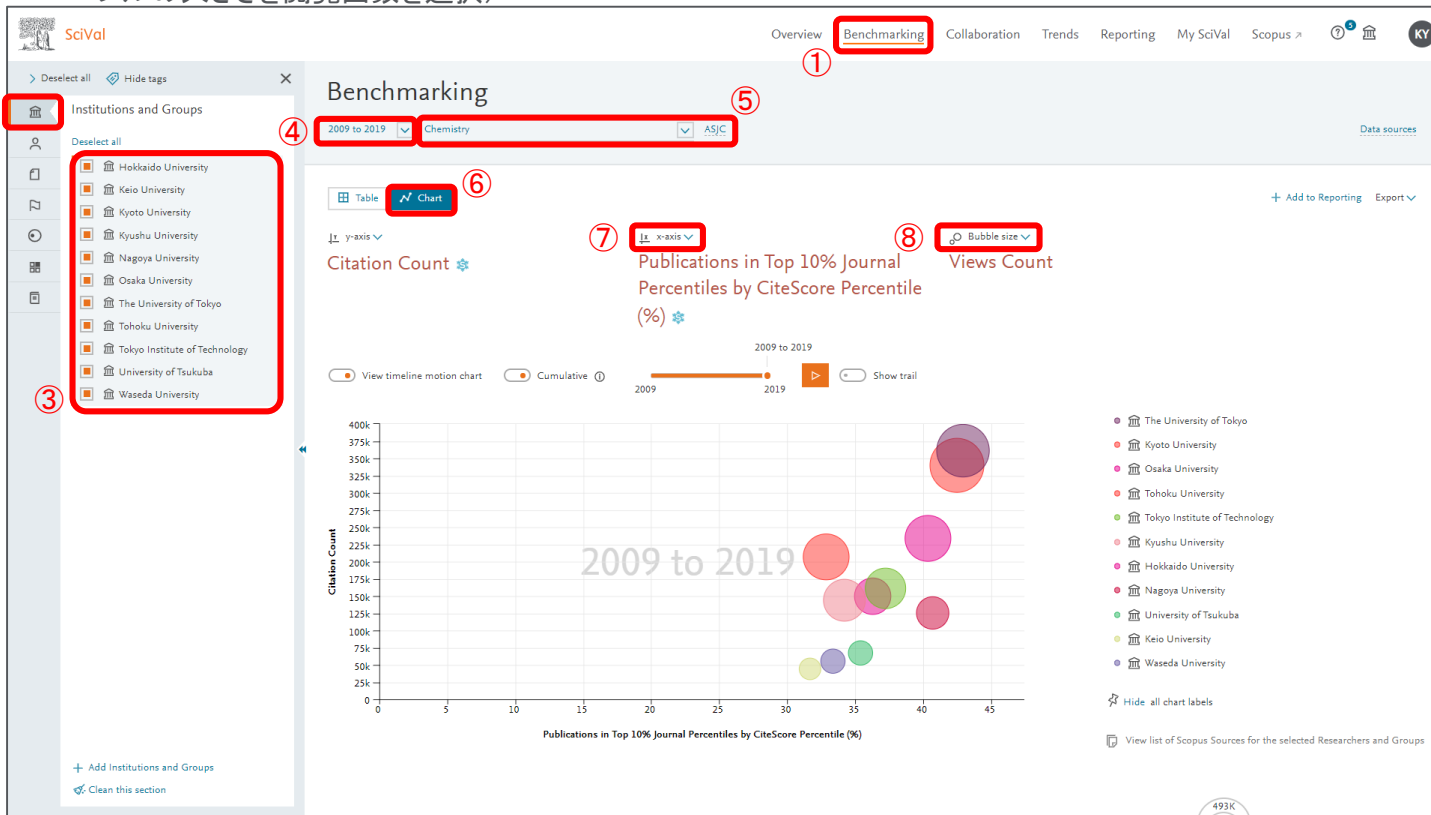 SciVal
Overview Benchmarking Collaboration Trends Reporting My SciVal Scopus ↗ ? 5 KY
①
> Deselect all Hide tags ×
Institutions and Groups
Deselect all
Hokkaido University
Keio University
Kyoto University
Kyushu University
Nagoya University
Osaka University
The University of Tokyo
Tohoku University
Tokyo Institute of Technology
University of Tsukuba
Waseda University
③
+ Add Institutions and Groups
Clean this section
Benchmarking
⑤
④ 2009 to 2019 Chemistry ASJC
Data sources
⑥
Table Chart
+ Add to Reporting Export
y-axis
⑦ x-axis
⑧ Bubble size
Citation Count
Publications in Top 10% Journal
Percentiles by CiteScore Percentile
(%)
Views Count
2009 to 2019
View timeline motion chart Cumulative Show trail
2009 2019
400k
375k
350k
325k
300k
275k
250k
225k
200k
175k
150k
125k
100k
75k
50k
25k
0
Citation Count
2009 to 2019
0 5 10 15 20 25 30 35 40 45
Publications in Top 10% Journal Percentiles by CiteScore Percentile (%)
The University of Tokyo
Kyoto University
Osaka University
Tohoku University
Tokyo Institute of Technology
Kyushu University
Hokkaido University
Nagoya University
University of Tsukuba
Keio University
Waseda University
Hide all chart labels
View list of Scopus Sources for the selected Researchers and Groups
493K